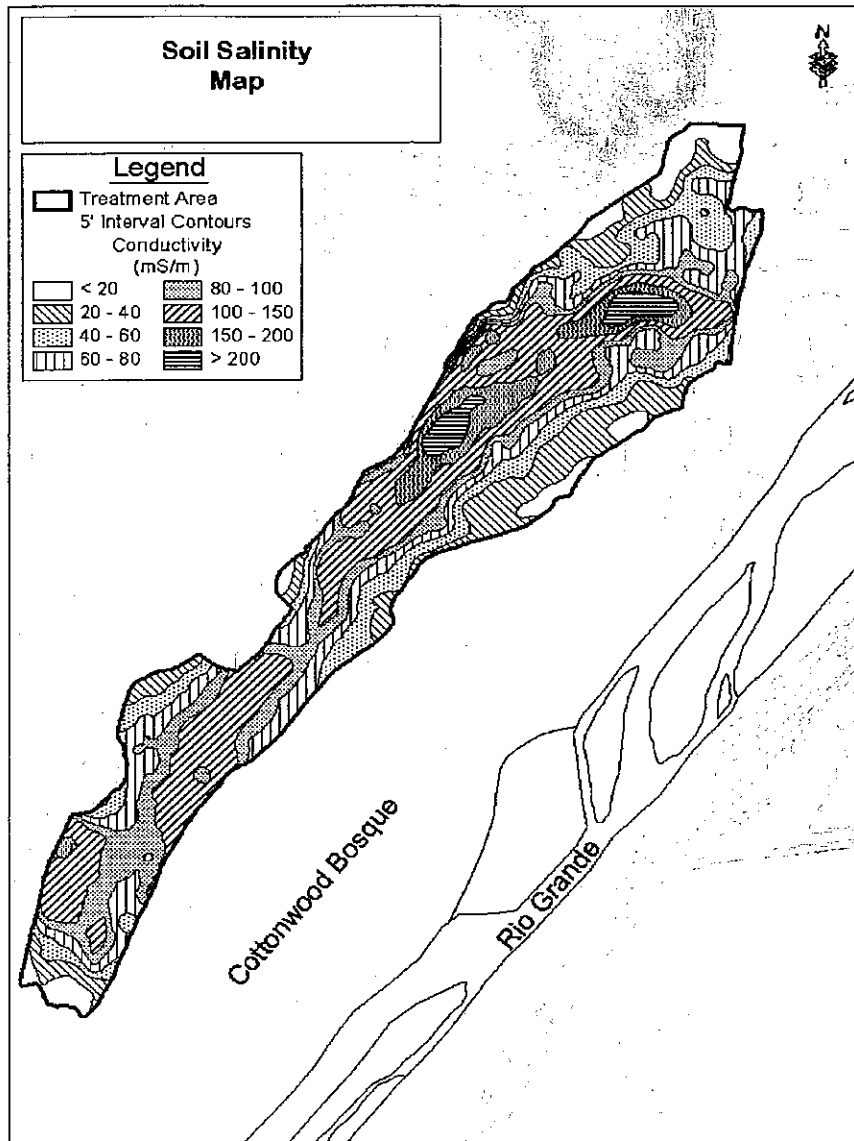 Soil Salinity
Map
N
Legend
Treatment Area
5' Interval Contours
Conductivity
(mS/m)
< 20
20 - 40
40 - 60
60 - 80
80 - 100
100 - 150
150 - 200
> 200
Cottonwood Bosque
Rio Grande